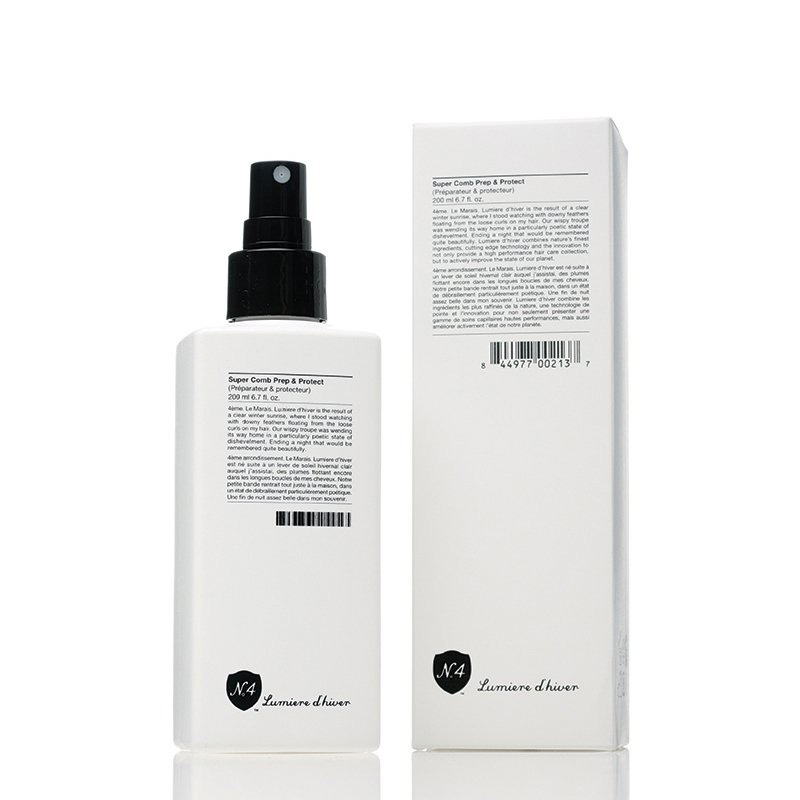 Super Comb Prep & Protect
(Préparateur & protecteur)
200 ml 6.7 fl. oz.
4ème. Le Marais. Lumiere d'hiver is the result of
a clear winter sunrise, where I stood watching
with downy feathers floating from the loose
curls on my hair. Our wispy troupe was wending
its way home in a particularly poetic state of
dishevelment. Ending a night that would be
remembered quite beautifully.
4ème arrondissement. Le Marais. Lumiere d'hiver
est né suite à un lever de soleil hivernal clair
auquel j'assistai, des plumes flottant encore
dans les longues boucles de mes cheveux. Notre
petite bande rentrait tout juste à la maison, dans
un état de débraillement particulièrement poétique.
Une fin de nuit assez belle dans mon souvenir.
N.o4
™
Lumiere d'hiver
Super Comb Prep & Protect
(Préparateur & protecteur)
200 ml 6.7 fl. oz.
4ème. Le Marais. Lumiere d'hiver is the result of a clear
winter sunrise, where I stood watching with downy feathers
floating from the loose curls on my hair. Our wispy troupe
was wending its way home in a particularly poetic state of
dishevelment. Ending a night that would be remembered
quite beautifully. Lumiere d'hiver combines nature's finest
ingredients, cutting edge technology and the innovation to
not only provide a high performance hair care collection,
but to actively improve the state of our planet.
4ème arrondissement. Le Marais. Lumiere d'hiver est né suite à
un lever de soleil hivernal clair auquel j'assistai, des plumes
flottant encore dans les longues boucles de mes cheveux.
Notre petite bande rentrait tout juste à la maison, dans un état
de débraillement particulièrement poétique. Une fin de nuit
assez belle dans mon souvenir. Lumiere d'hiver combine les
ingrédients les plus raffinés de la nature, une technologie de
pointe et l'innovation pour non seulement présenter une
gamme de soins capillaires hautes performances, mais aussi
améliorer activement l'état de notre planète.
8 44977 00213 7
N.o4
™
Lumiere d'hiver